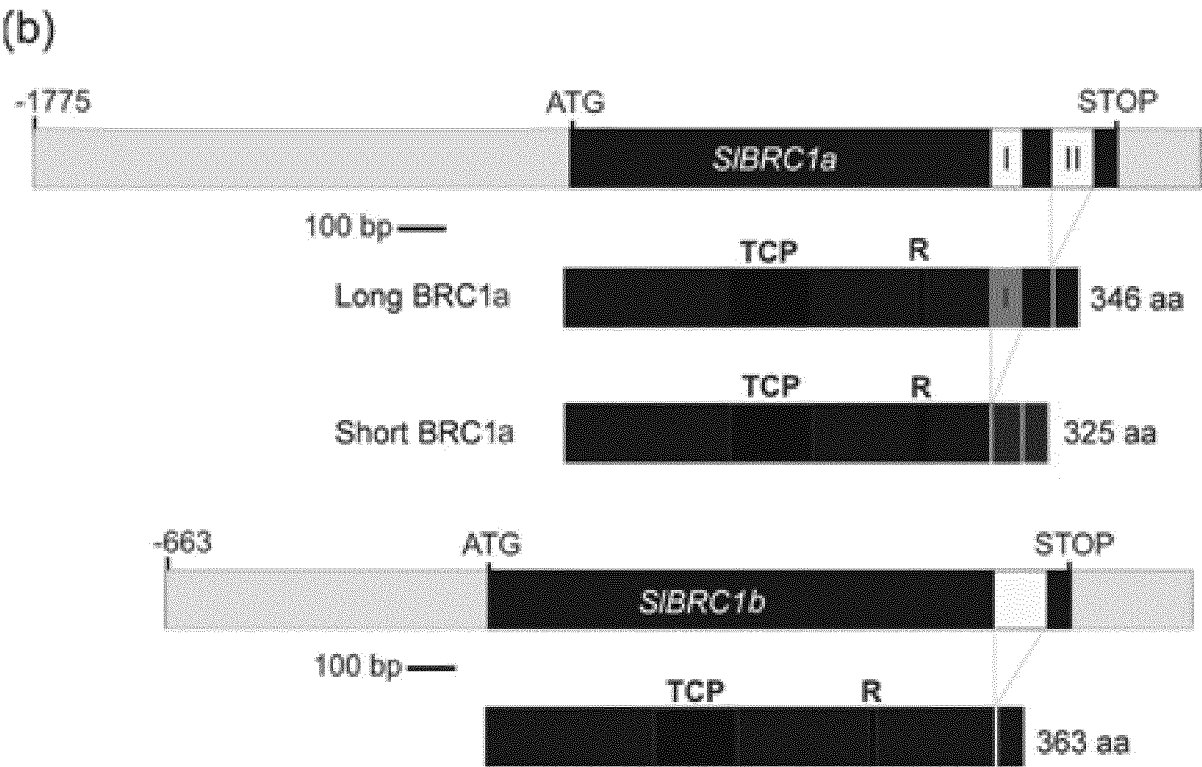 (b)
-1775 ATG STOP
SlBRC1a I II
100 bp
TCP R
Long BRC1a I 346 aa
TCP R
Short BRC1a 325 aa
-663 ATG STOP
SlBRC1b
100 bp
TCP R
363 aa